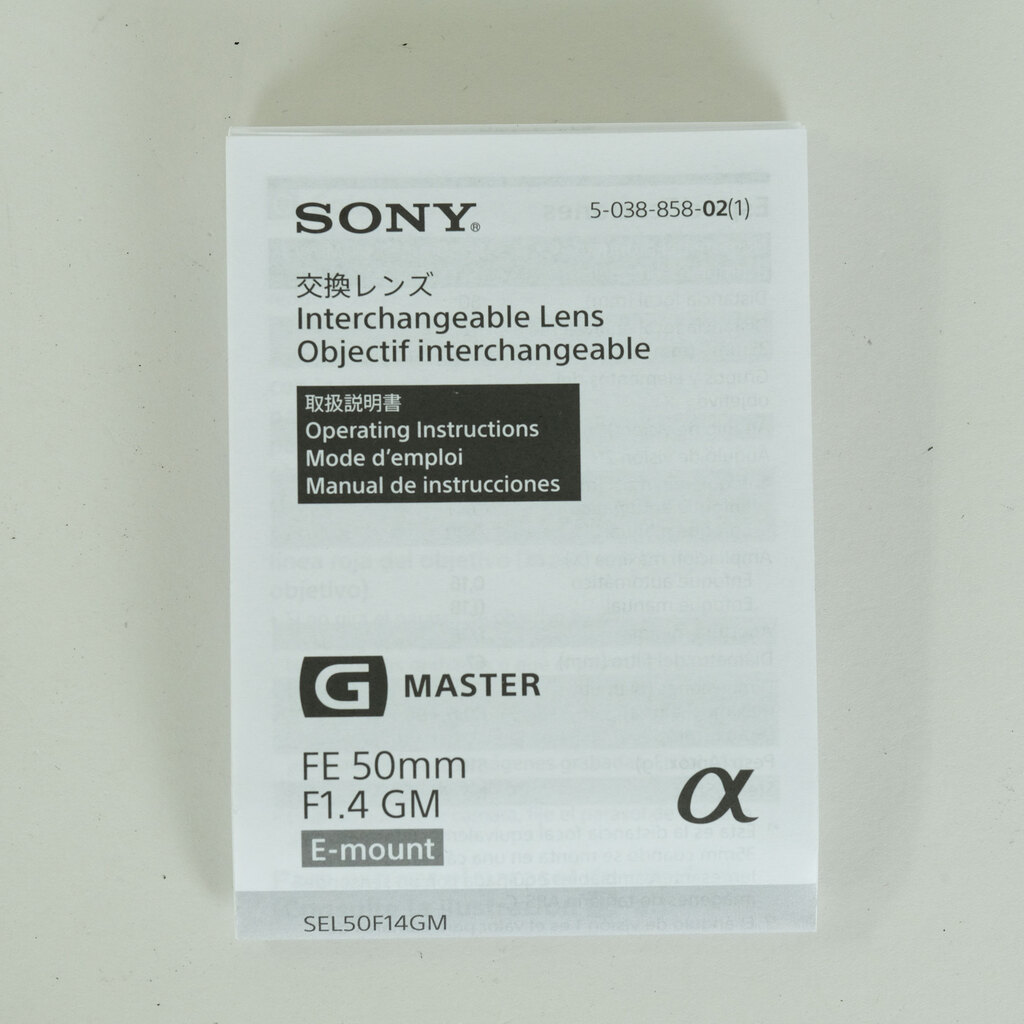 SONY®
5-038-858-02(1)
交換レンズ
Interchangeable Lens
Objectif interchangeable
取扱説明書
Operating Instructions
Mode d'emploi
Manual de instrucciones
G MASTER
FE 50mm
F1.4 GM
α
E-mount
SEL50F14GM